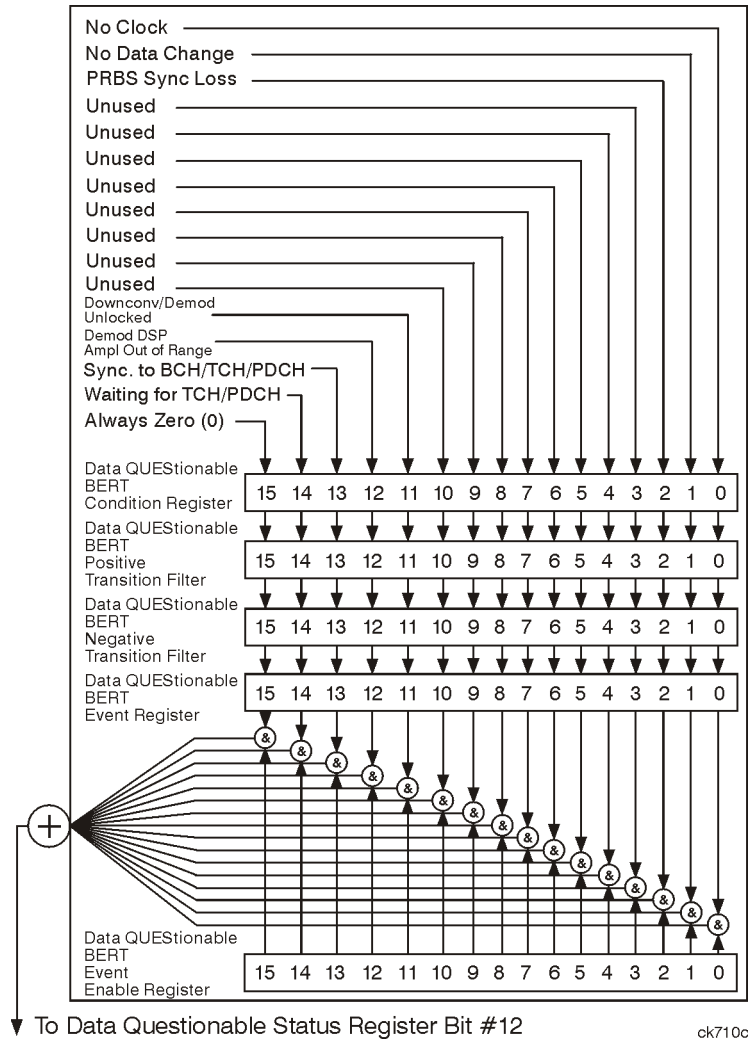 No Clock
No Data Change
PRBS Sync Loss
Unused
Unused
Unused
Unused
Unused
Unused
Unused
Unused
Downconv/Demod
Unlocked
Demod DSP
Ampl Out of Range
Sync. to BCH/TCH/PDCH
Waiting for TCH/PDCH
Always Zero (0)
Data QUEStionable
BERT
Condition Register
15 14 13 12 11 10 9 8 7 6 5 4 3 2 1 0
Data QUEStionable
BERT
Positive
Transition Filter
15 14 13 12 11 10 9 8 7 6 5 4 3 2 1 0
Data QUEStionable
BERT
Negative
Transition Filter
15 14 13 12 11 10 9 8 7 6 5 4 3 2 1 0
Data QUEStionable
BERT
Event Register
15 14 13 12 11 10 9 8 7 6 5 4 3 2 1 0
& & & & & & & & & & & & & & & &
+
Data QUEStionable
BERT
Event
Enable Register
15 14 13 12 11 10 9 8 7 6 5 4 3 2 1 0
To Data Questionable Status Register Bit #12
ck710c